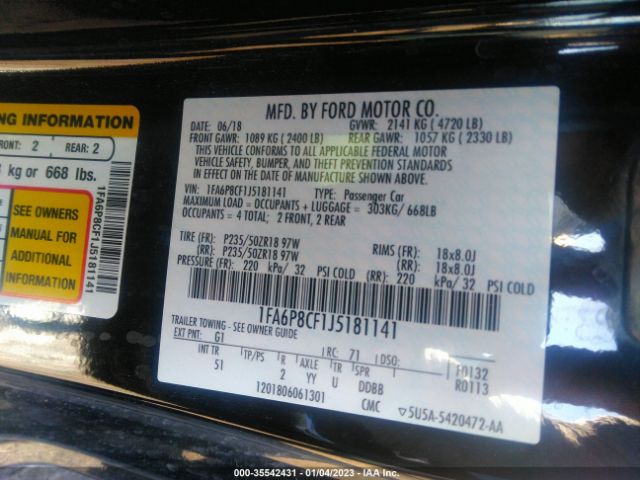 NG INFORMATION
FRONT: 2 REAR: 2
kg or 668 lbs.
SEE OWNERS
MANUAL FOR
ADDITIONAL
INFORMATION
1FA6P8CF1J5181141
MFD. BY FORD MOTOR CO.
DATE: 06/18 GVWR: 2141 KG ( 4720 LB)
FRONT GAWR: 1089 KG ( 2400 LB) REAR GAWR: 1057 KG ( 2330 LB)
THIS VEHICLE CONFORMS TO ALL APPLICABLE FEDERAL MOTOR
VEHICLE SAFETY, BUMPER, AND THEFT PREVENTION STANDARDS
IN EFFECT ON THE DATE OF MANUFACTURE SHOWN ABOVE.
VIN: 1FA6P8CF1J5181141 TYPE: Passenger Car
MAXIMUM LOAD = OCCUPANTS + LUGGAGE = 303KG/ 668LB
OCCUPANTS = 4 TOTAL; 2 FRONT, 2 REAR
TIRE (FR): P235/50ZR18 97W RIMS (FR): 18x8.0J
(RR): P235/50ZR18 97W (RR): 18x8.0J
PRESSURE (FR): 220 kPa/ 32 PSI COLD (RR): 220 kPa/ 32 PSI COLD
1FA6P8CF1J5181141
TRAILER TOWING - SEE OWNER GUIDE
EXT PNT: G1 RC: 71 DSO:
INT TR TP/PS R AXLE TR SPR F0132
51 2 YY U DDBB R0113
1201806061301 CMC 5U5A-5420472-AA
000-35542431 - 01/04/2023 - IAA Inc.